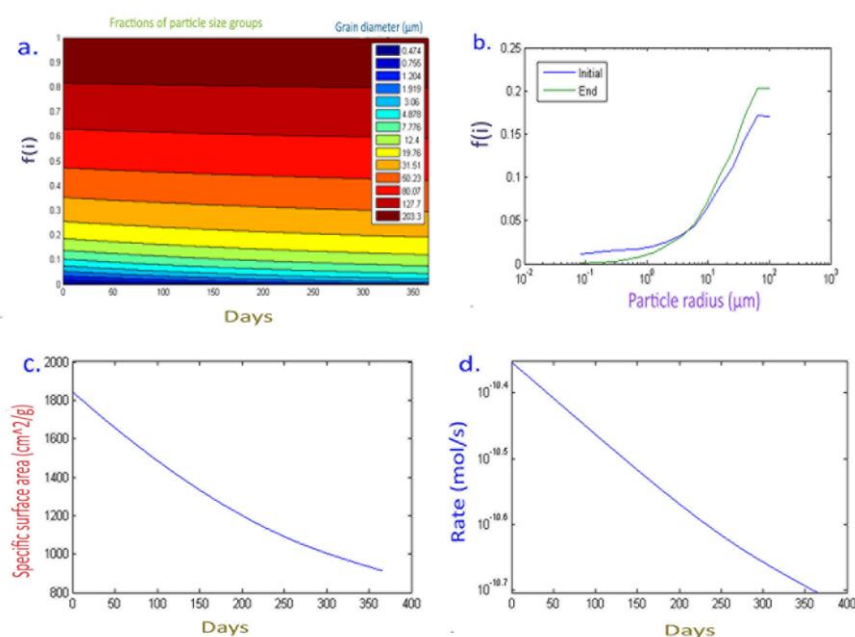 Fractions of particle size groups
Grain diameter (µm)
a.
1
0.9
0.8
0.7
0.6
0.5
0.4
0.3
0.2
0.1
0
f(i)
0.474
0.755
1.204
1.919
3.06
4.878
7.776
12.4
19.76
31.51
50.23
80.07
127.7
203.3
0 50 100 150 200 250 300 350
Days
b.
0.25
0.2
0.15
0.1
0.05
0
f(i)
Initial
End
10^-2 10^-1 10^0 10^1 10^2 10^3
Particle radius (µm)
c.
2000
1800
1600
1400
1200
1000
800
Specific surface area (cm^2/g)
0 50 100 150 200 250 300 350 400
Days
d.
10^-10.4
10^-10.5
10^-10.6
10^-10.7
Rate (mol/s)
0 50 100 150 200 250 300 350 400
Days